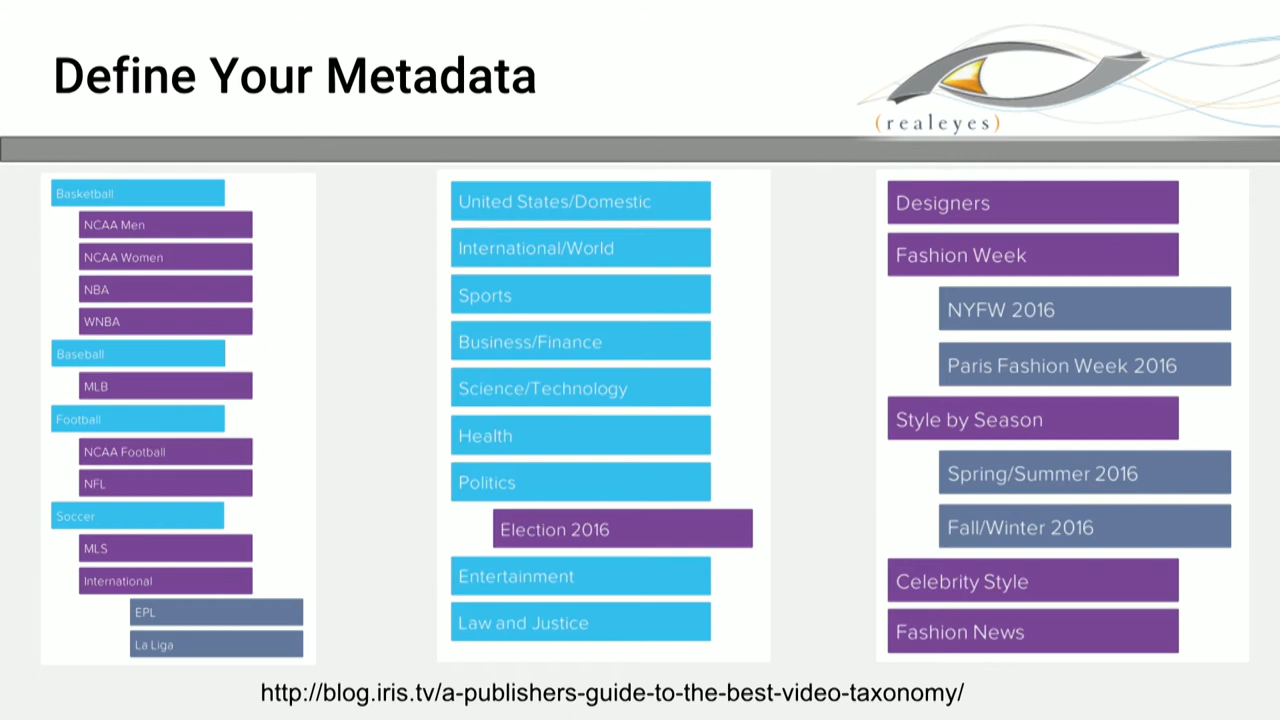 Define Your Metadata
(realeyes)
Basketball
NCAA Men
NCAA Women
NBA
WNBA
Baseball
MLB
Football
NCAA Football
NFL
Soccer
MLS
International
EPL
La Liga
United States/Domestic
International/World
Sports
Business/Finance
Science/Technology
Health
Politics
Election 2016
Entertainment
Law and Justice
Designers
Fashion Week
NYFW 2016
Paris Fashion Week 2016
Style by Season
Spring/Summer 2016
Fall/Winter 2016
Celebrity Style
Fashion News
http://blog.iris.tv/a-publishers-guide-to-the-best-video-taxonomy/